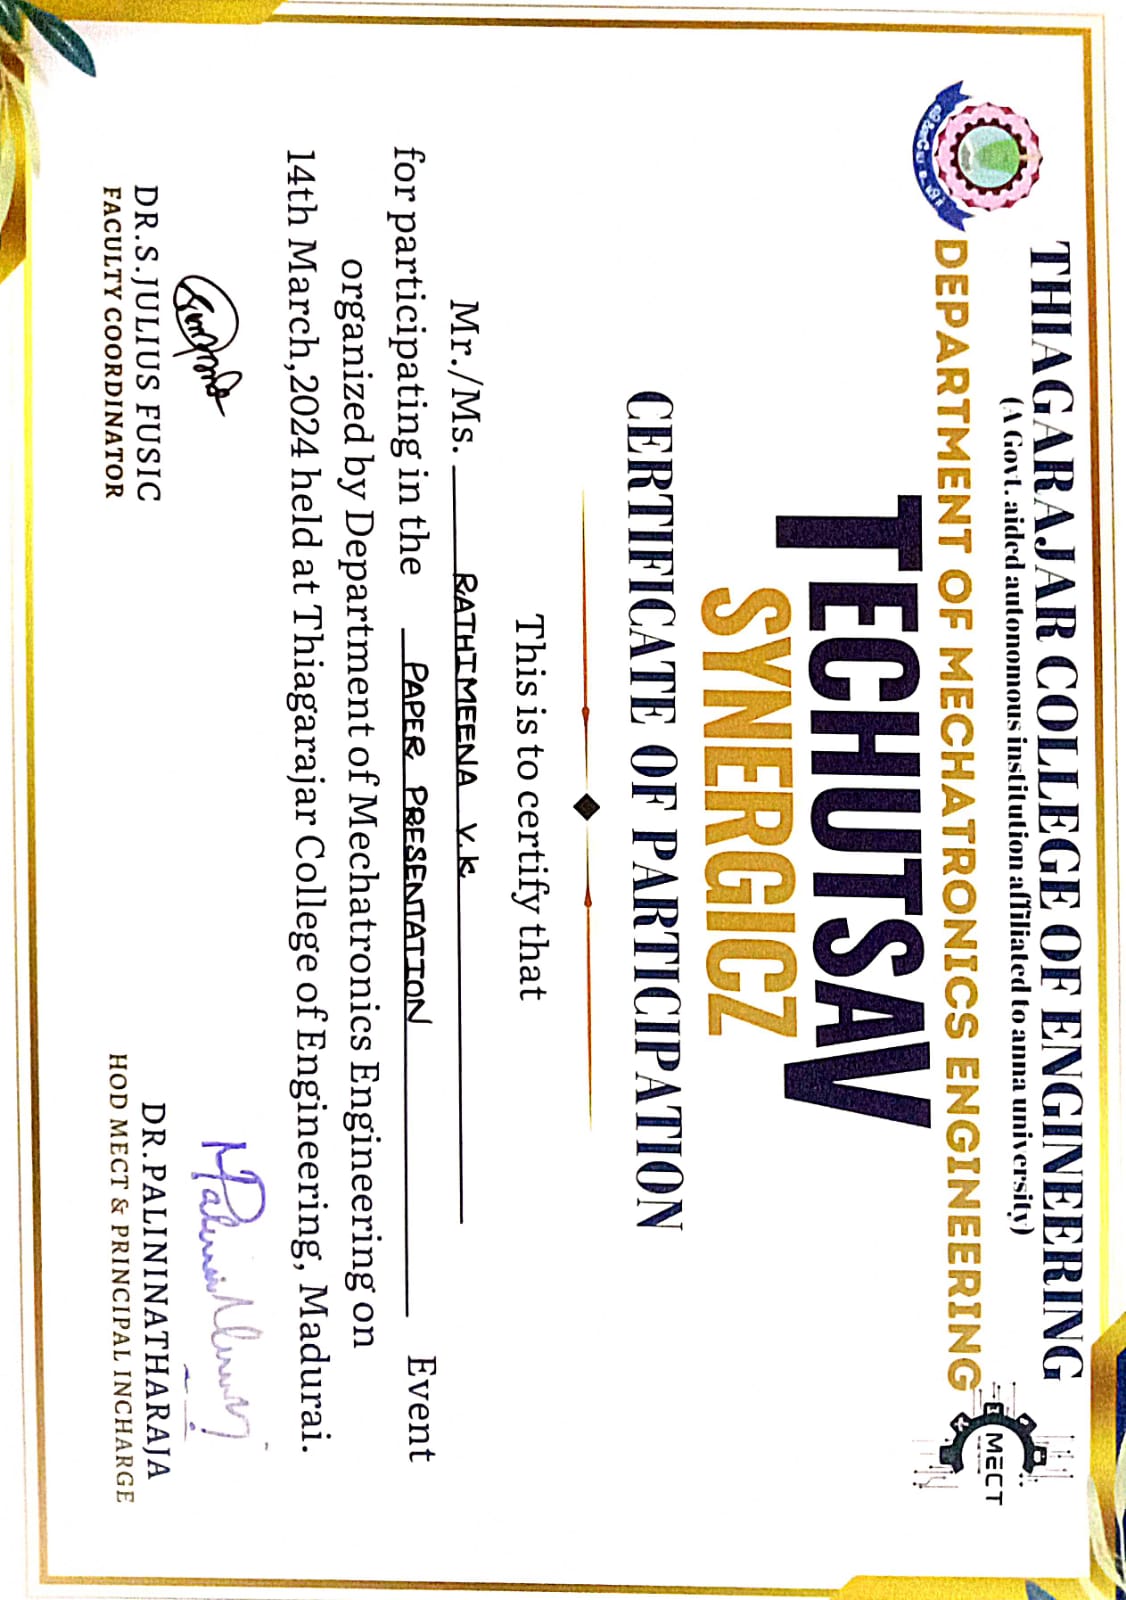 THIAGARAJAR COLLEGE OF ENGINEERING
(A Govt. aided autonomous institution affiliated to anna university)
MECT
DEPARTMENT OF MECHATRONICS ENGINEERING
TECHUTSAV
SYNERGICZ
CERTIFICATE OF PARTICIPATION
This is to certify that
Mr./Ms. RATHIMEENA V.K
for participating in the PAPER PRESENTATION Event
organized by Department of Mechatronics Engineering on
14th March,2024 held at Thiagarajar College of Engineering, Madurai.
DR.S.JULIUS FUSIC
FACULTY COORDINATOR
DR.PALININATHARAJA
HOD MECT & PRINCIPAL INCHARGE